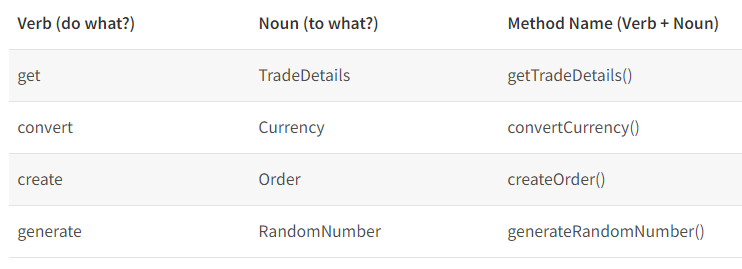 Verb (do what?) Noun (to what?) Method Name (Verb + Noun)
get TradeDetails getTradeDetails()
convert Currency convertCurrency()
create Order createOrder()
generate RandomNumber generateRandomNumber()